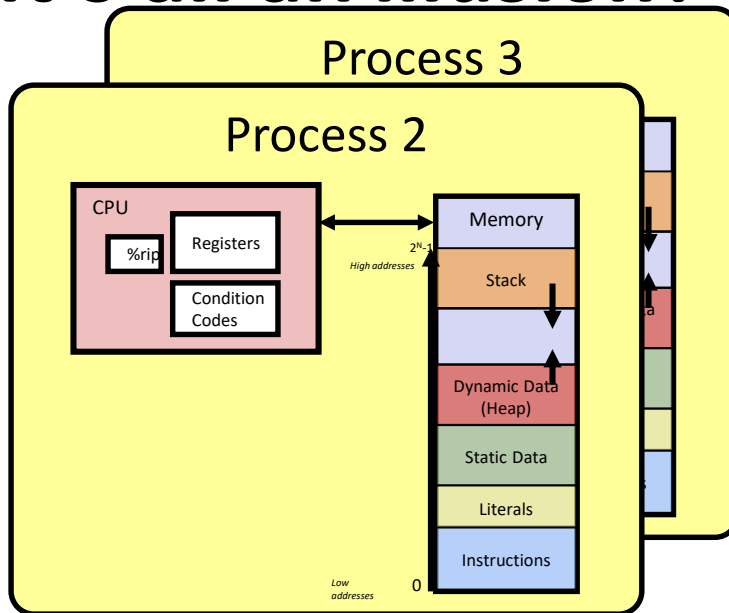 Process 3
Process 2
CPU
%rip
Registers
Condition
Codes
Memory
2ᴺ-1
High addresses
Stack
Dynamic Data
(Heap)
Static Data
Literals
Instructions
Low
addresses
0